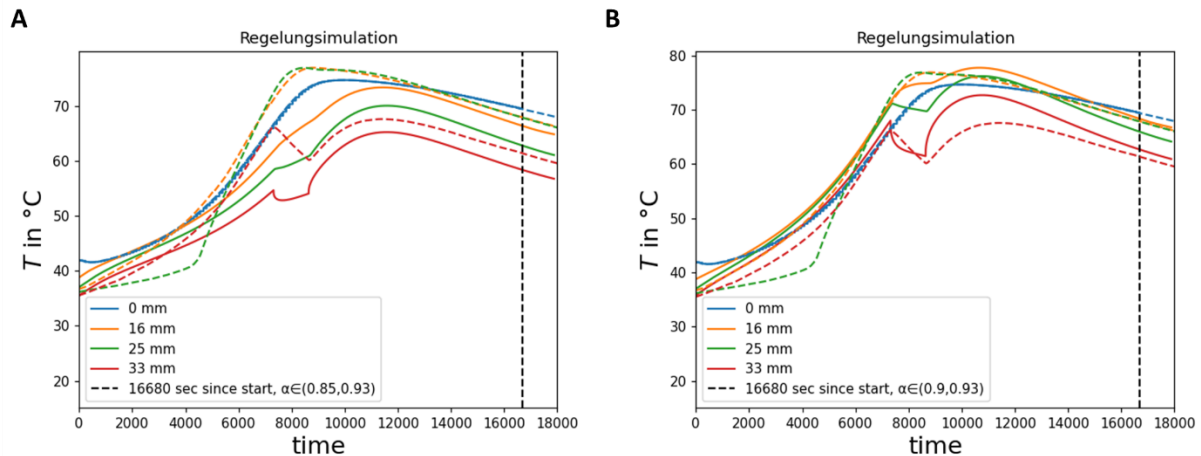 A
Regelungsimulation
T in °C
70
60
50
40
30
20
0 mm
16 mm
25 mm
33 mm
16680 sec since start, α∈(0.85,0.93)
0 2000 4000 6000 8000 10000 12000 14000 16000 18000
time
B
Regelungsimulation
T in °C
80
70
60
50
40
30
20
0 mm
16 mm
25 mm
33 mm
16680 sec since start, α∈(0.9,0.93)
0 2000 4000 6000 8000 10000 12000 14000 16000 18000
time